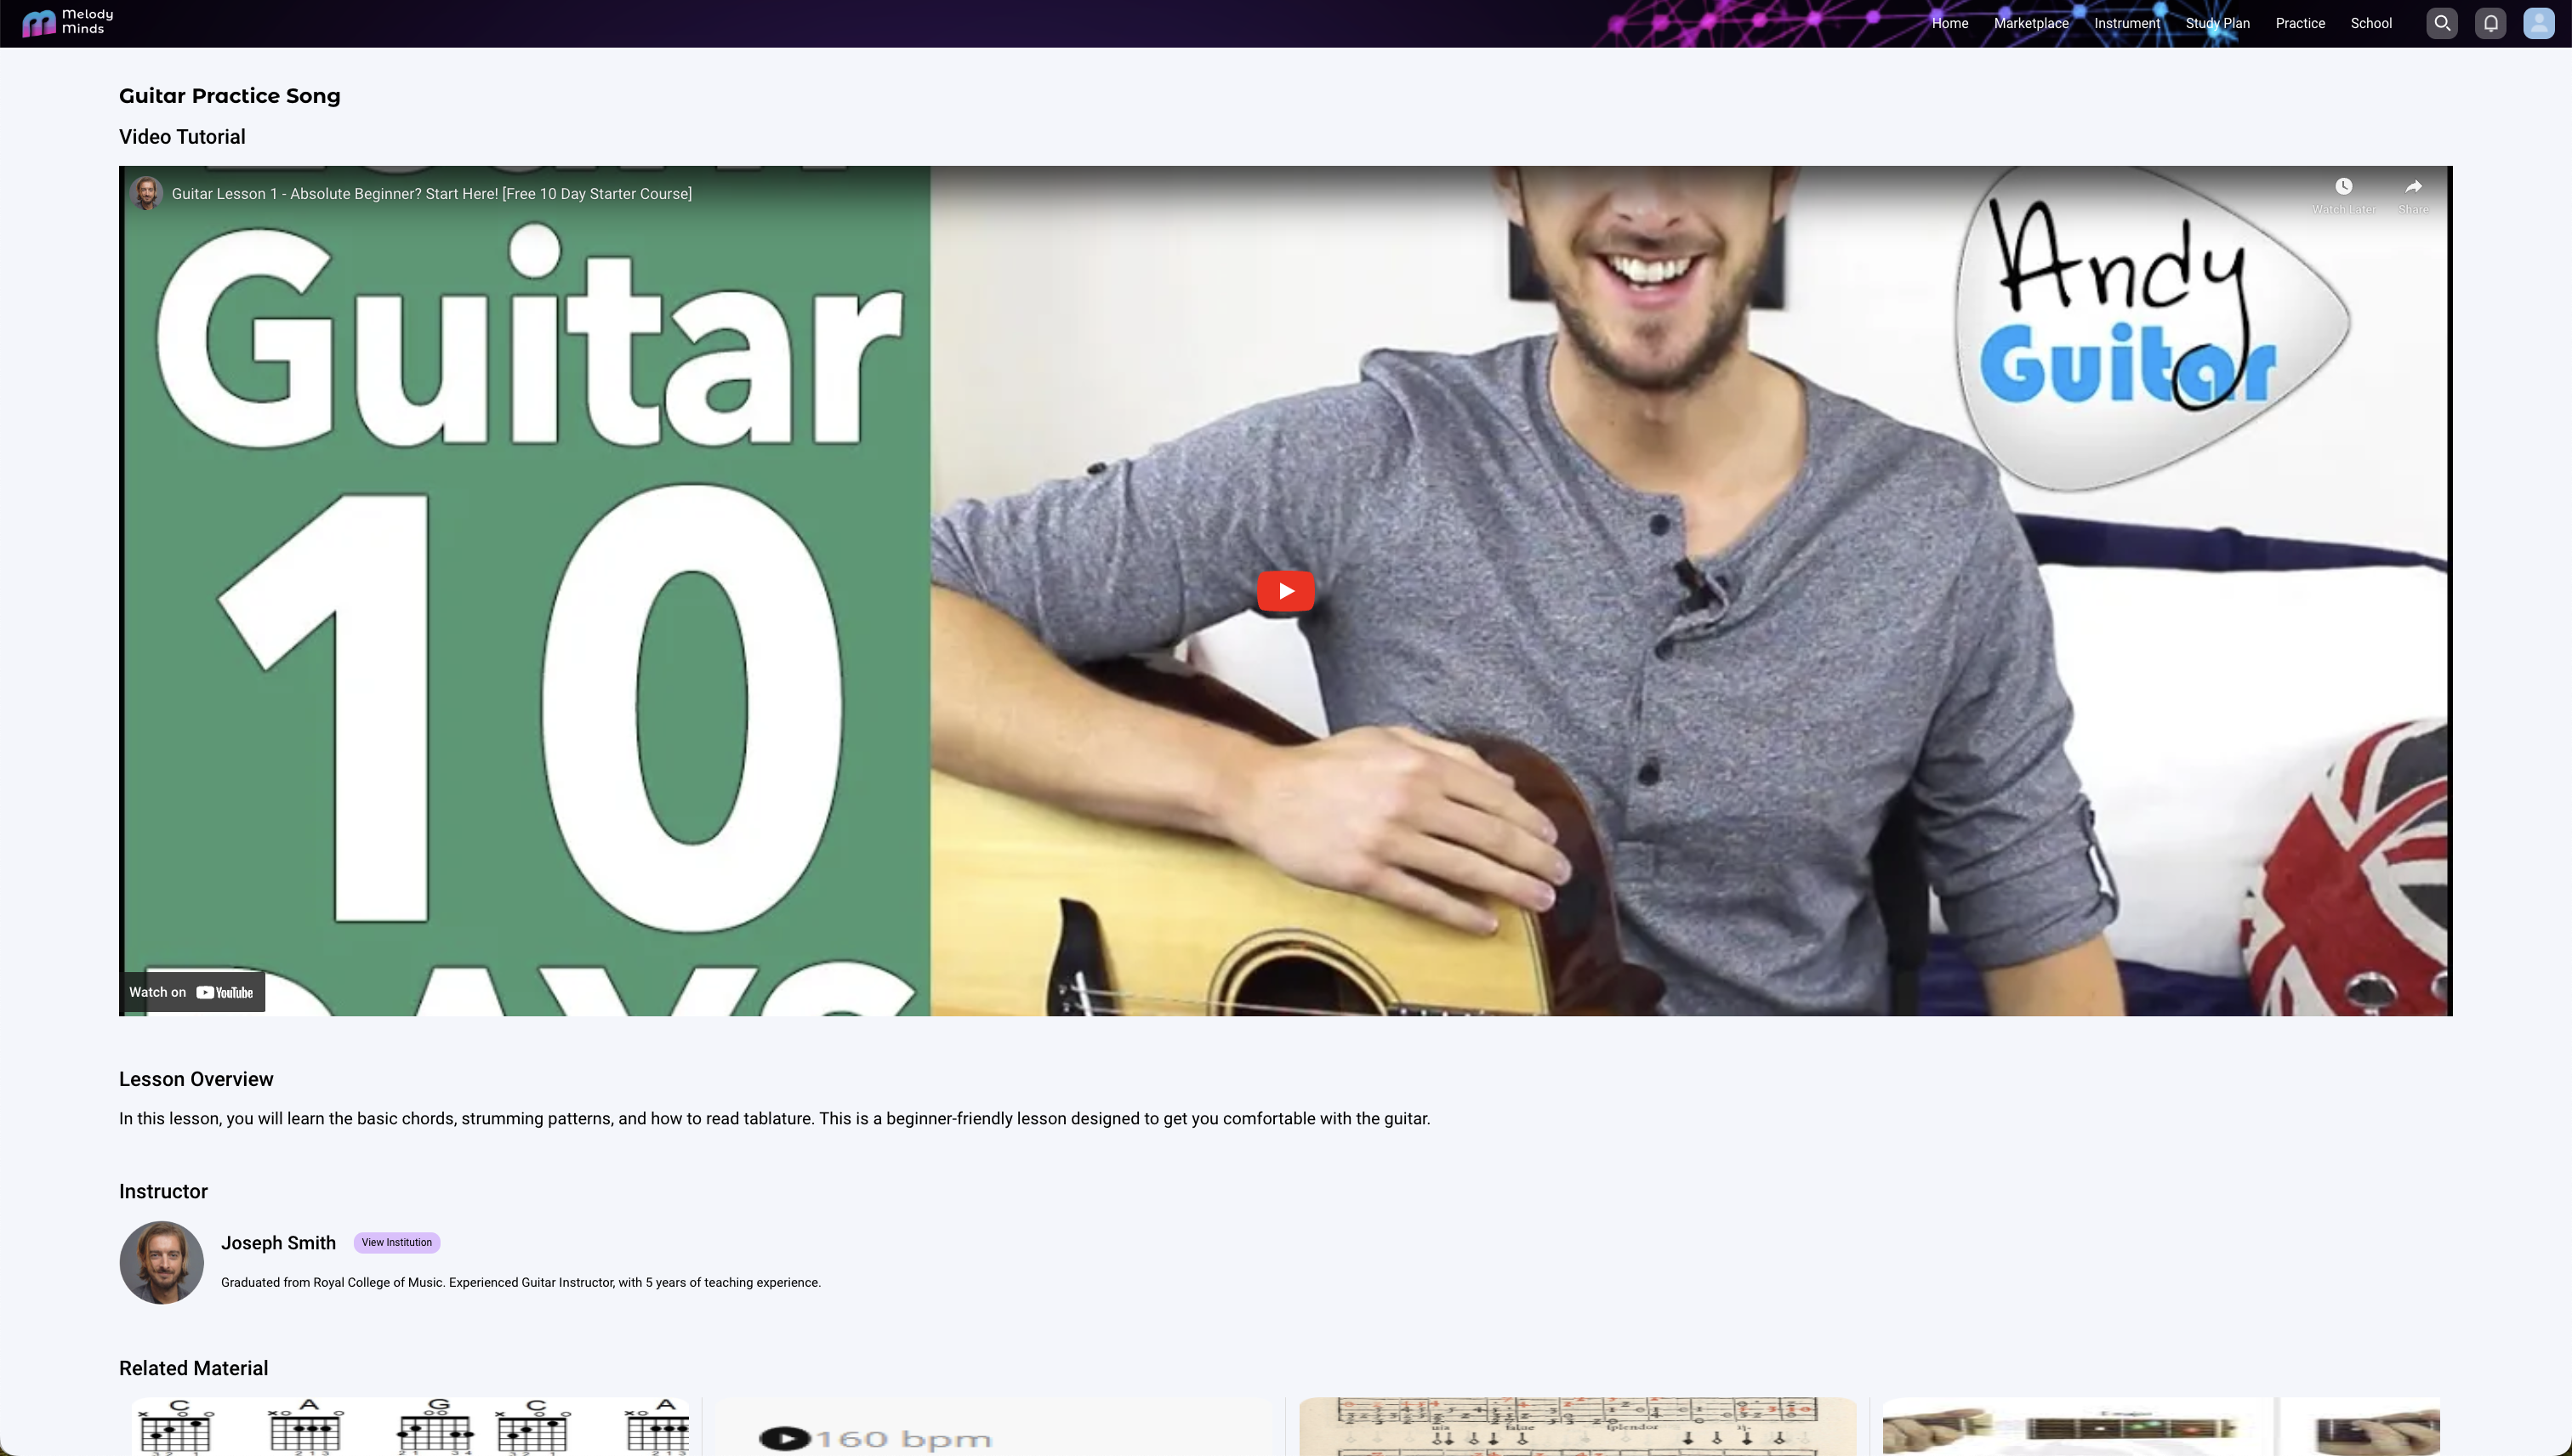 Melody
Minds
Home Marketplace Instrument Study Plan Practice School
Guitar Practice Song
Video Tutorial
Guitar Lesson 1 - Absolute Beginner? Start Here! [Free 10 Day Starter Course]
Watch Later Share
Guitar
10
DAYS
Andy
Guitar
Watch on YouTube
Lesson Overview
In this lesson, you will learn the basic chords, strumming patterns, and how to read tablature. This is a beginner-friendly lesson designed to get you comfortable with the guitar.
Instructor
Joseph Smith View Institution
Graduated from Royal College of Music. Experienced Guitar Instructor, with 5 years of teaching experience.
Related Material
C A G C A
160 bpm